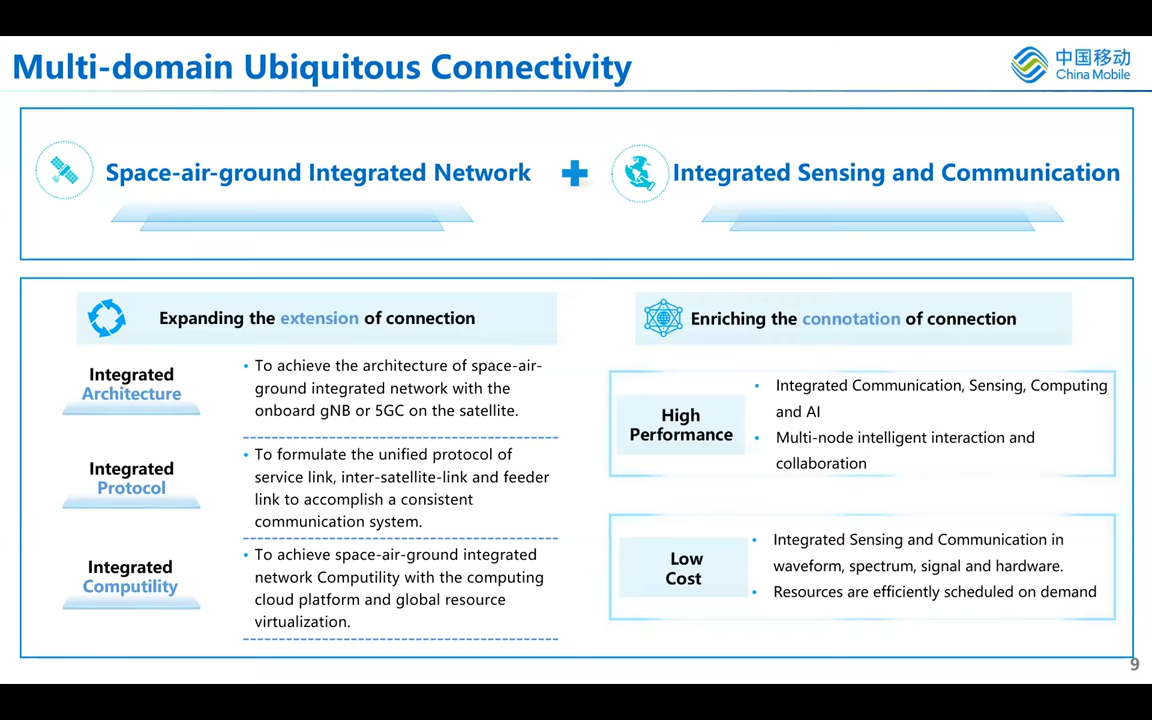 Multi-domain Ubiquitous Connectivity
中国移动
China Mobile
Space-air-ground Integrated Network
Integrated Sensing and Communication
Expanding the extension of connection
Integrated
Architecture
• To achieve the architecture of space-air-
ground integrated network with the
onboard gNB or 5GC on the satellite.
Integrated
Protocol
• To formulate the unified protocol of
service link, inter-satellite-link and feeder
link to accomplish a consistent
communication system.
Integrated
Computility
• To achieve space-air-ground integrated
network Computility with the computing
cloud platform and global resource
virtualization.
Enriching the connotation of connection
High
Performance
• Integrated Communication, Sensing, Computing
and AI
• Multi-node intelligent interaction and
collaboration
Low
Cost
• Integrated Sensing and Communication in
waveform, spectrum, signal and hardware.
• Resources are efficiently scheduled on demand
9